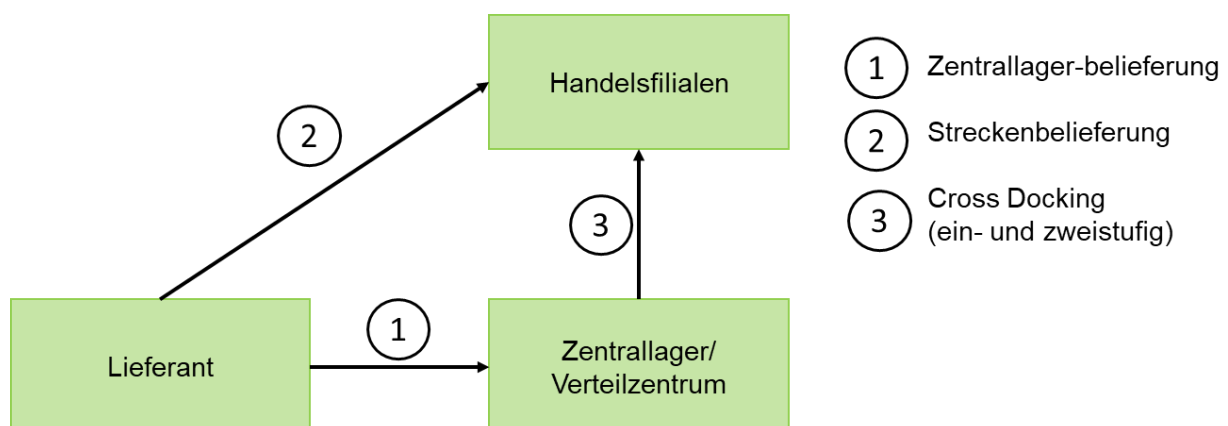 Handelsfilialen
1
Zentrallager-belieferung
2
Streckenbelieferung
3
Cross Docking
(ein- und zweistufig)
2
3
1
Lieferant
Zentrallager/
Verteilzentrum